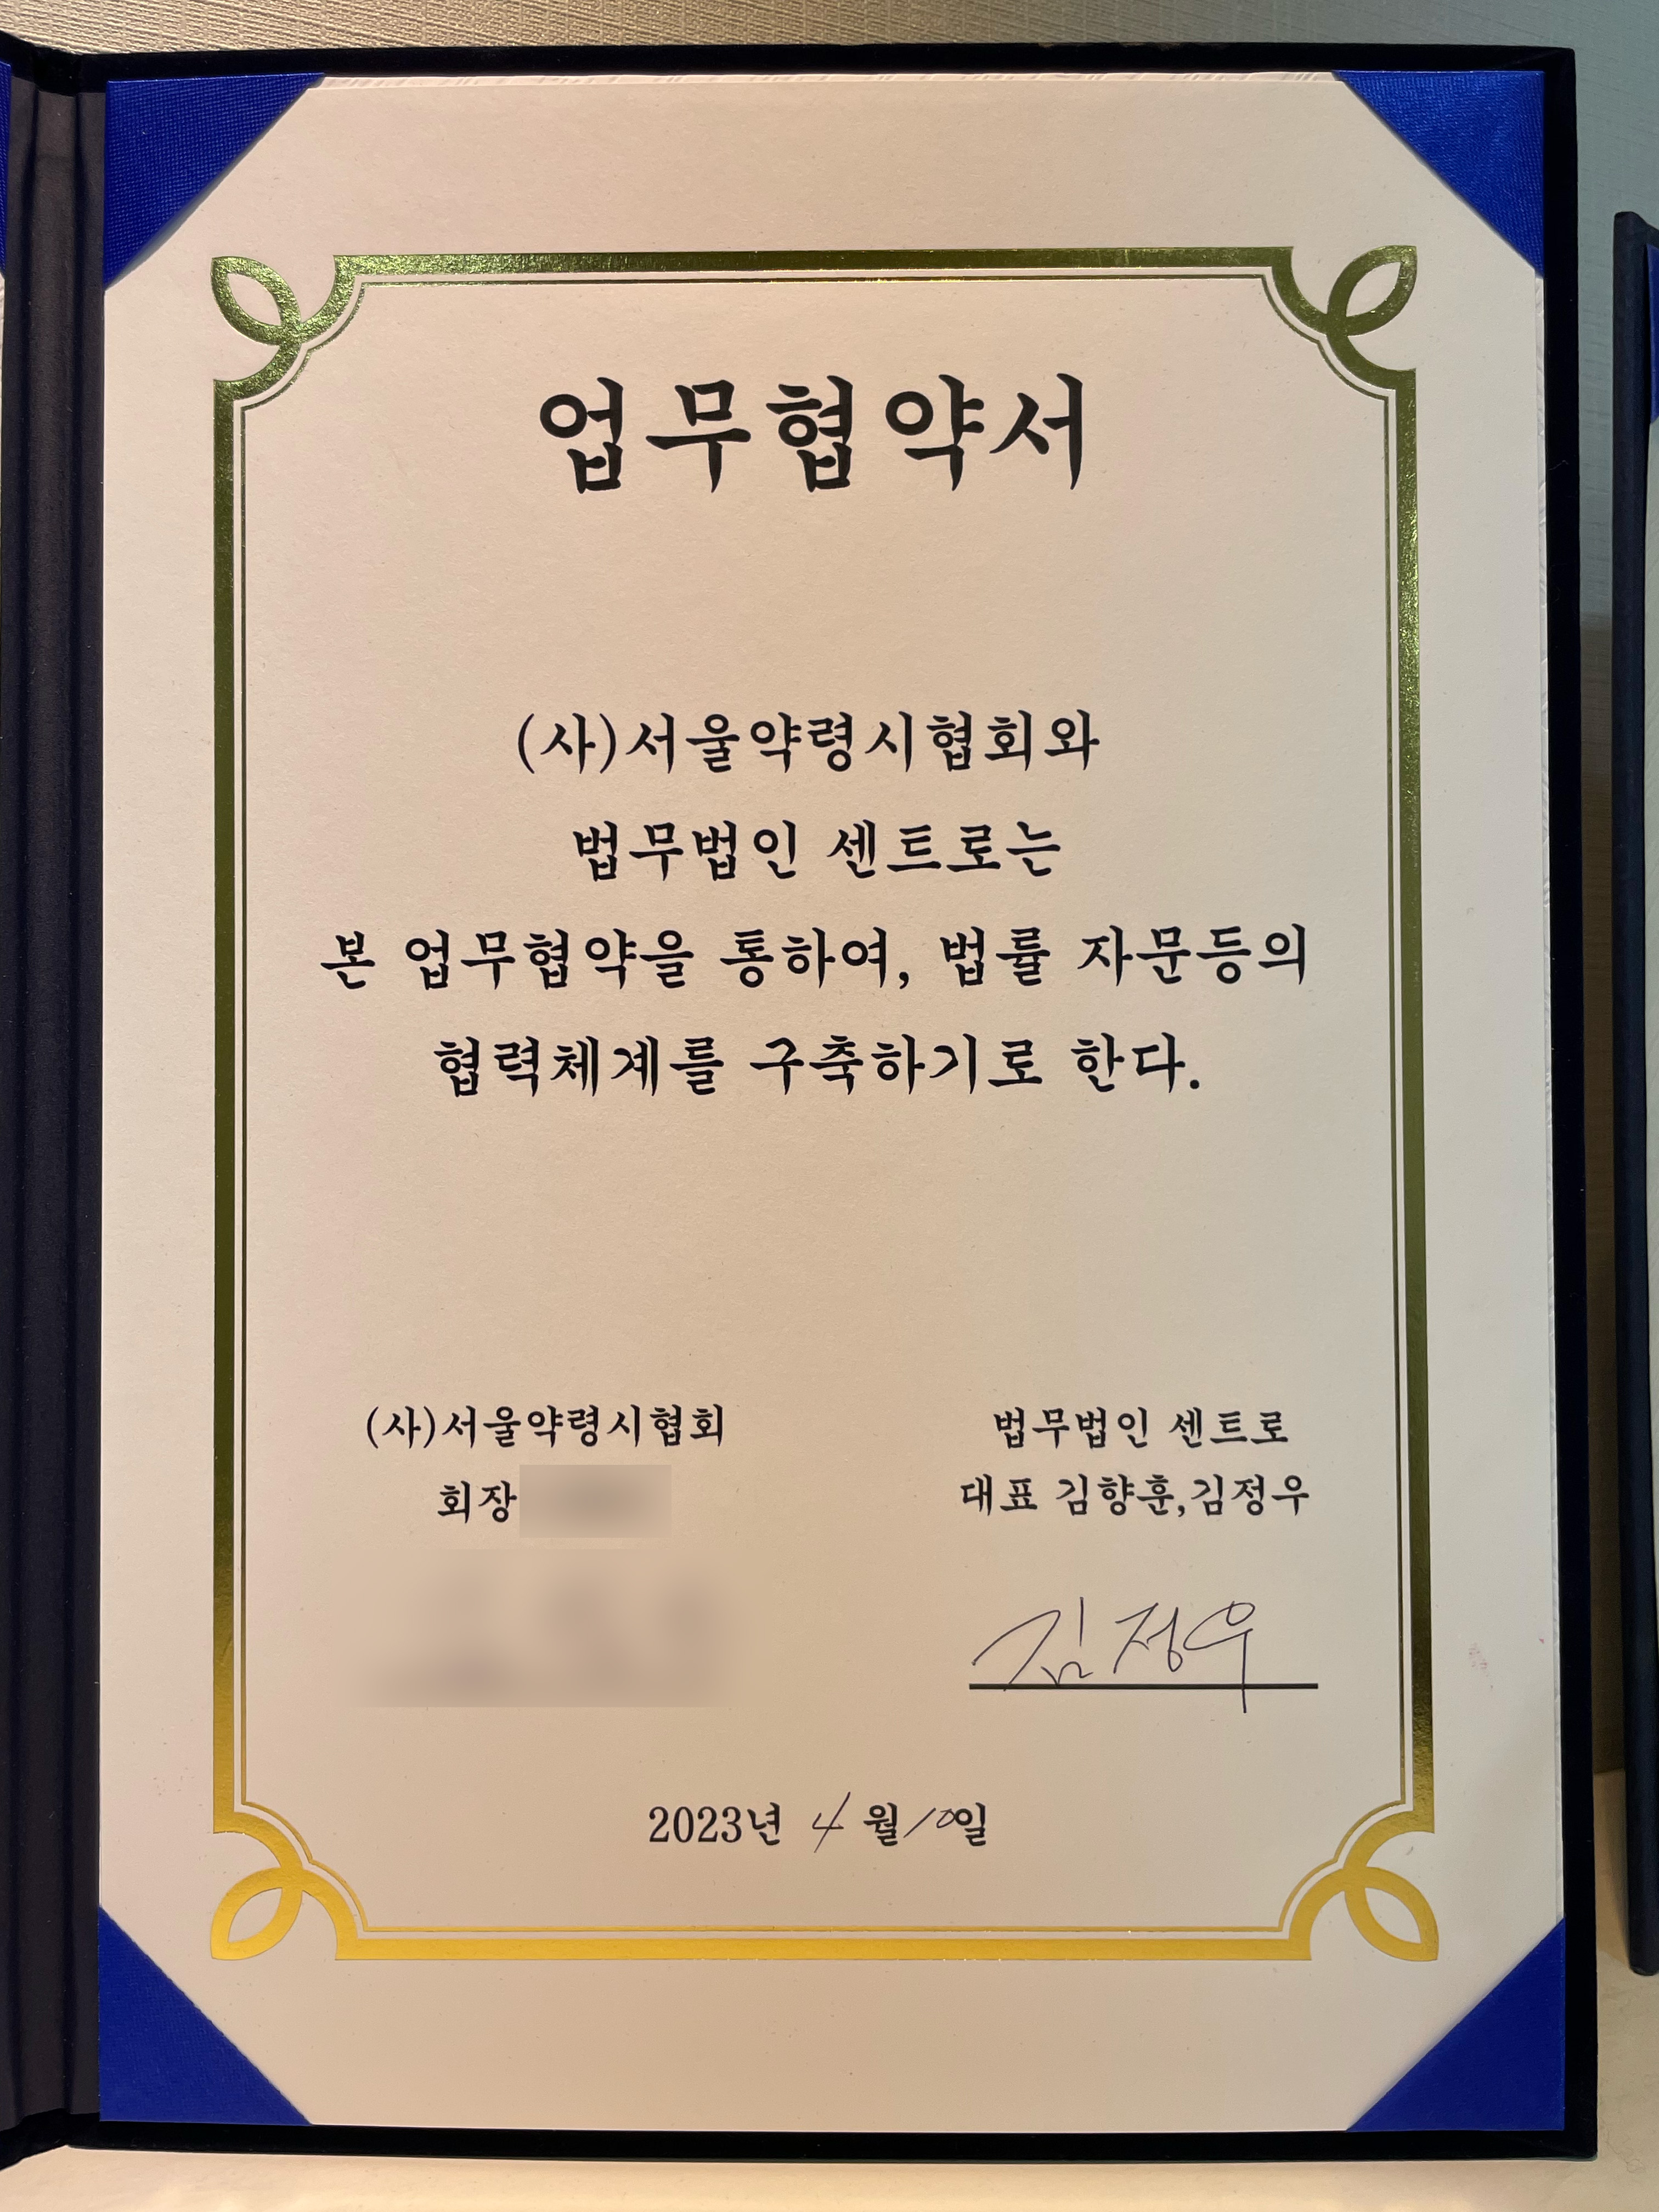 업무협약서
(사)서울약령시협회와
법무법인 센트로는
본 업무협약을 통하여, 법률 자문등의
협력체계를 구축하기로 한다.
(사)서울약령시협회
회장
법무법인 센트로
대표 김향훈,김정우
김정우
2023년 4월 10일